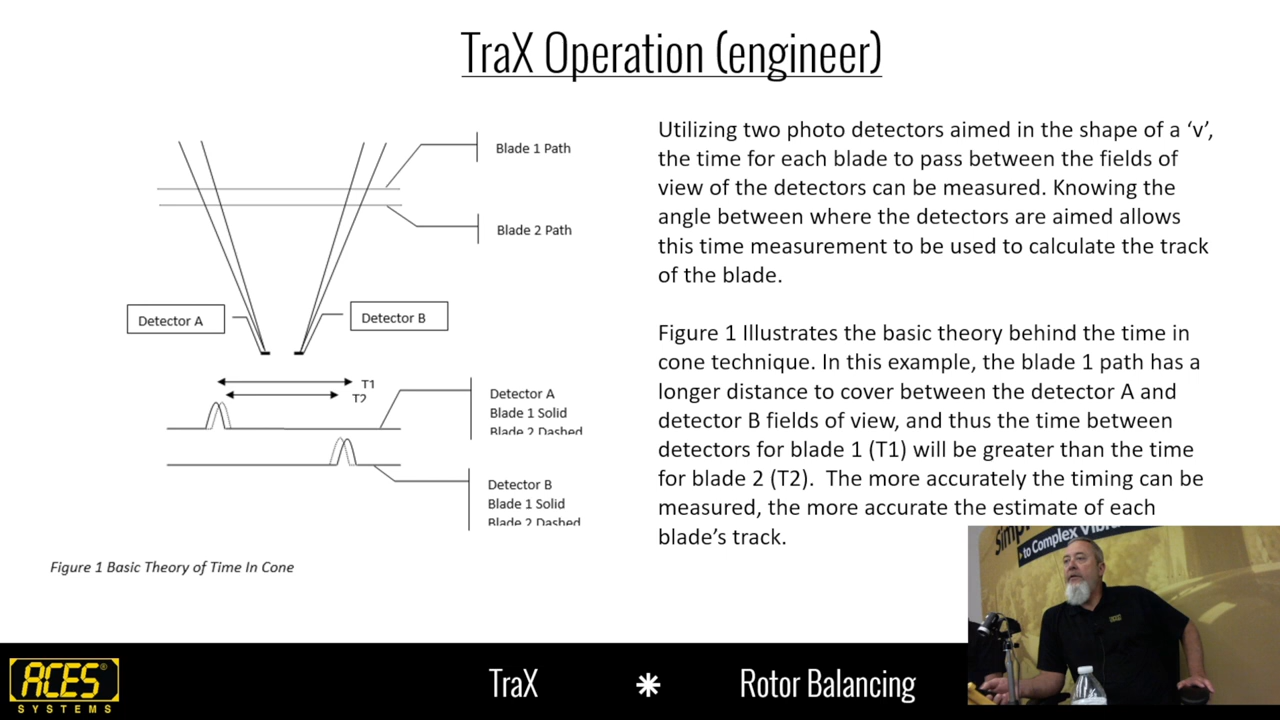 TraX Operation (engineer)
Blade 1 Path
Blade 2 Path
Detector A
Detector B
T1
T2
Detector A
Blade 1 Solid
Blade 2 Dashed
Detector B
Blade 1 Solid
Blade 2 Dashed
Figure 1 Basic Theory of Time In Cone
Utilizing two photo detectors aimed in the shape of a ‘v’,
the time for each blade to pass between the fields of
view of the detectors can be measured. Knowing the
angle between where the detectors are aimed allows
this time measurement to be used to calculate the track
of the blade.
Figure 1 Illustrates the basic theory behind the time in
cone technique. In this example, the blade 1 path has a
longer distance to cover between the detector A and
detector B fields of view, and thus the time between
detectors for blade 1 (T1) will be greater than the time
for blade 2 (T2).  The more accurately the timing can be
measured, the more accurate the estimate of each
blade’s track.
to Complex
ACES®
SYSTEMS
TraX * Rotor Balancing